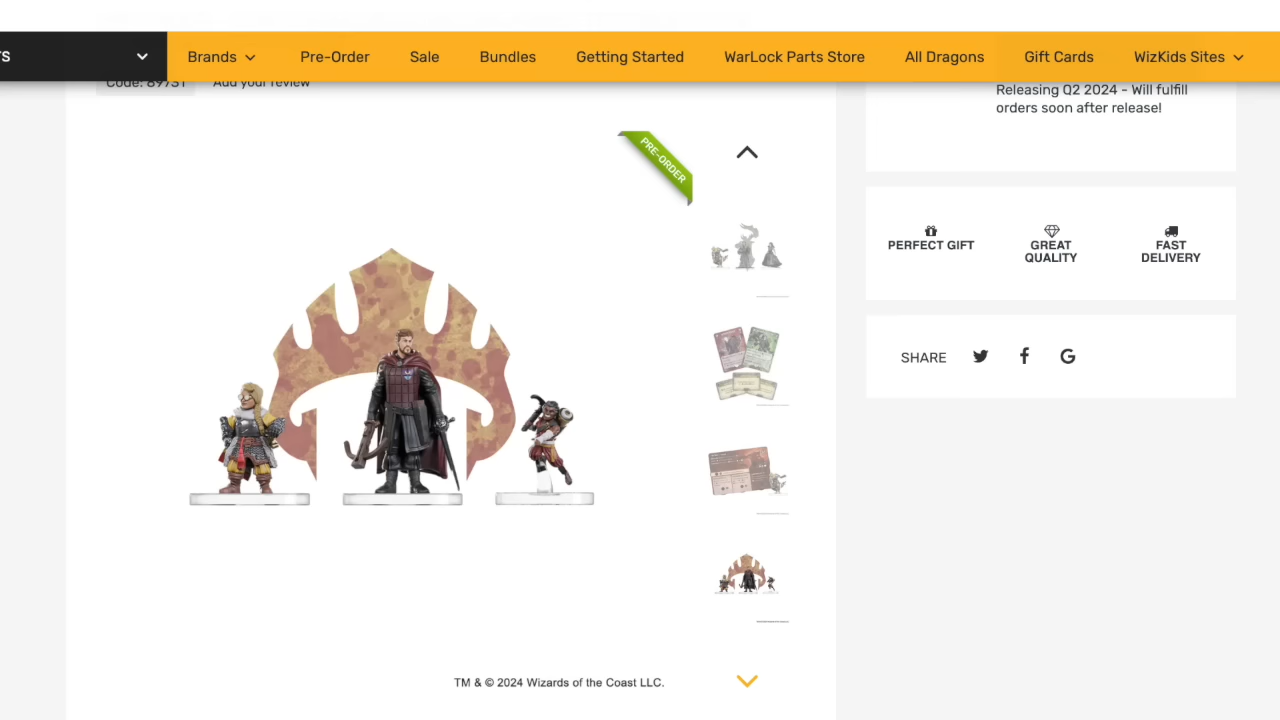 Brands
Pre-Order
Sale
Bundles
Getting Started
WarLock Parts Store
All Dragons
Gift Cards
WizKids Sites
Code: 89731
Add your review
Releasing Q2 2024 - Will fulfill
orders soon after release!
PRE-ORDER
PERFECT GIFT
GREAT
QUALITY
FAST
DELIVERY
SHARE
TM & © 2024 Wizards of the Coast LLC.